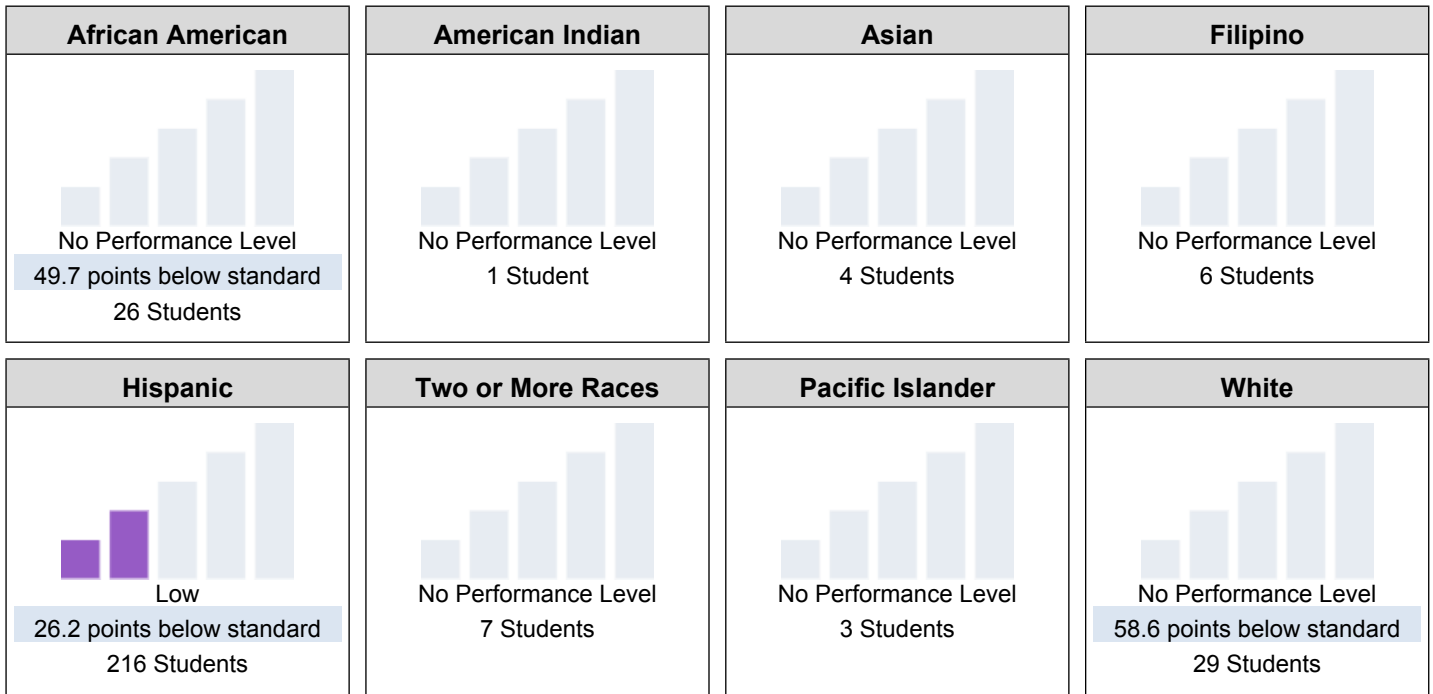 African American
No Performance Level
49.7 points below standard
26 Students
American Indian
No Performance Level
1 Student
Asian
No Performance Level
4 Students
Filipino
No Performance Level
6 Students
Hispanic
Low
26.2 points below standard
216 Students
Two or More Races
No Performance Level
7 Students
Pacific Islander
No Performance Level
3 Students
White
No Performance Level
58.6 points below standard
29 Students